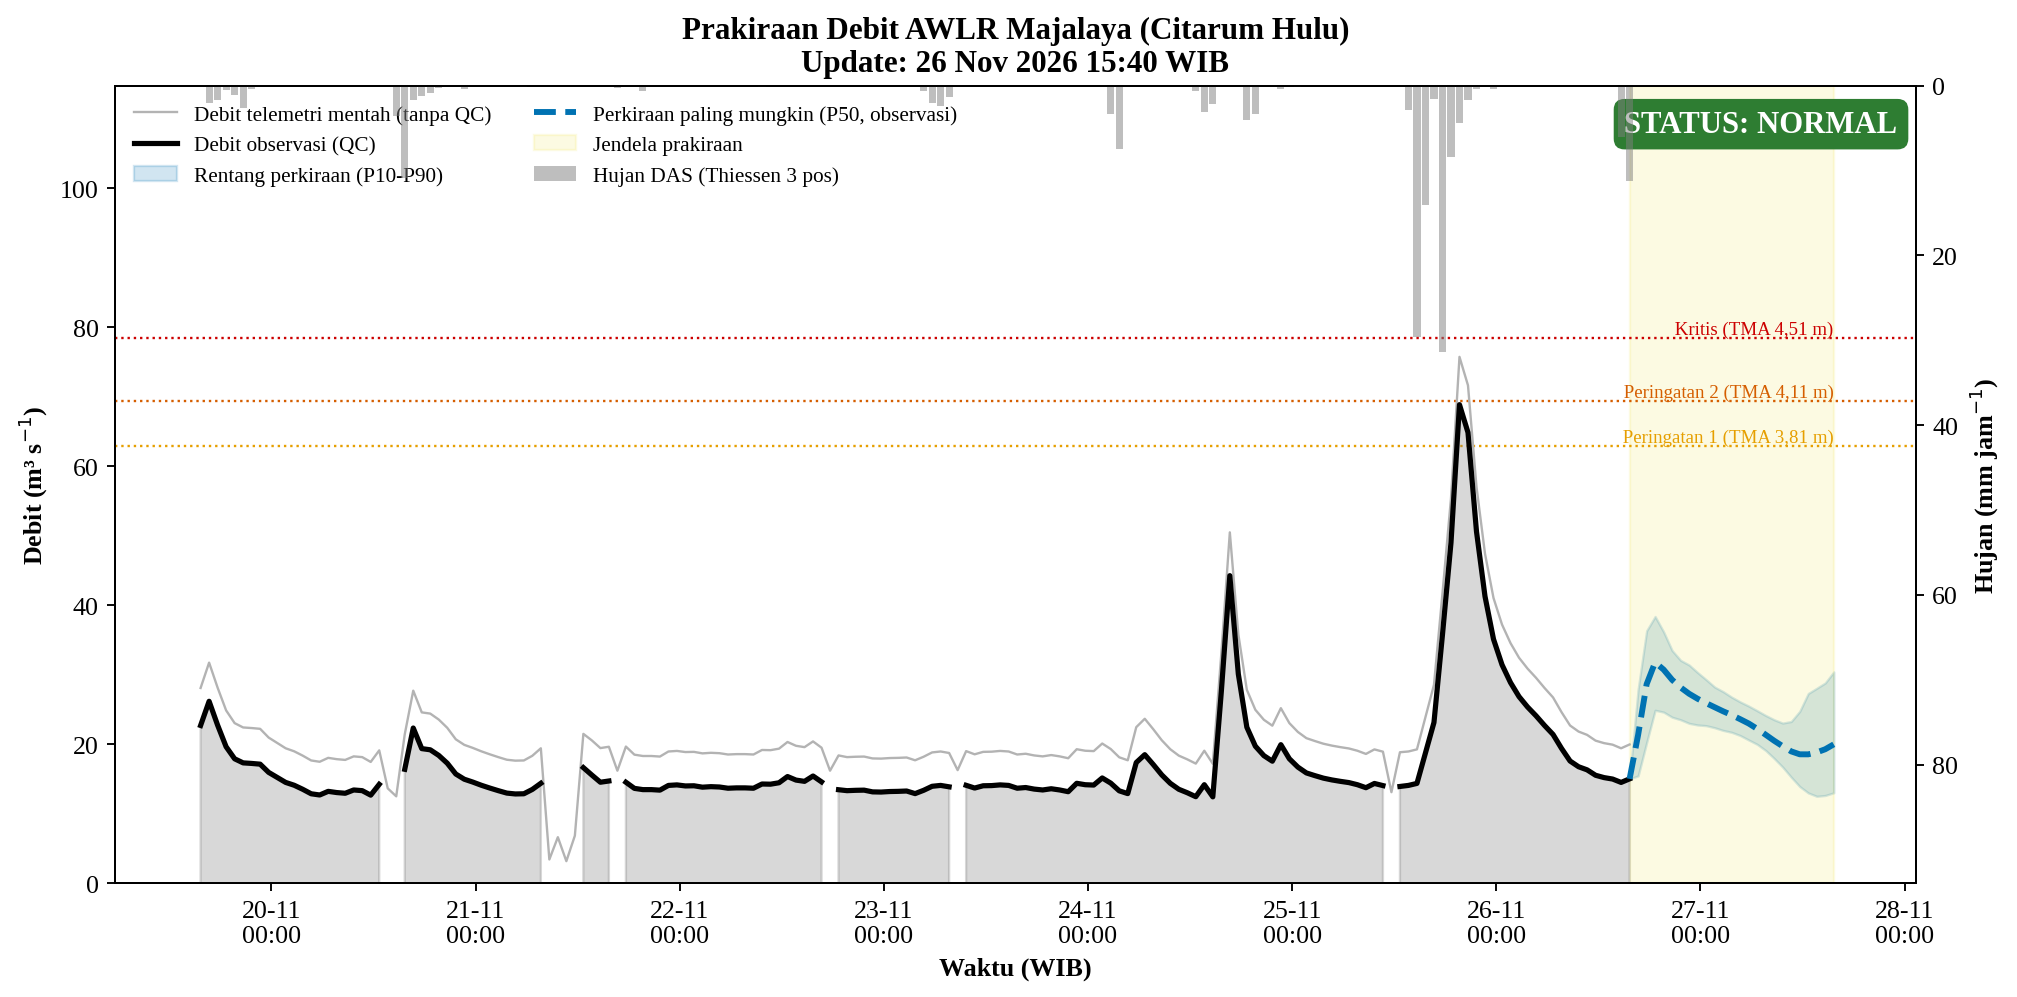 Prakiraan Debit AWLR Majalaya (Citarum Hulu)
Update: 26 Nov 2026 15:40 WIB
Debit telemetri mentah (tanpa QC)
Debit observasi (QC)
Rentang perkiraan (P10-P90)
Perkiraan paling mungkin (P50, observasi)
Jendela prakiraan
Hujan DAS (Thiessen 3 pos)
STATUS: NORMAL
Kritis (TMA 4,51 m)
Peringatan 2 (TMA 4,11 m)
Peringatan 1 (TMA 3,81 m)
Debit (m³ s⁻¹)
100
80
60
40
20
0
Hujan (mm jam⁻¹)
0
20
40
60
80
20-11
00:00
21-11
00:00
22-11
00:00
23-11
00:00
24-11
00:00
25-11
00:00
26-11
00:00
27-11
00:00
28-11
00:00
Waktu (WIB)